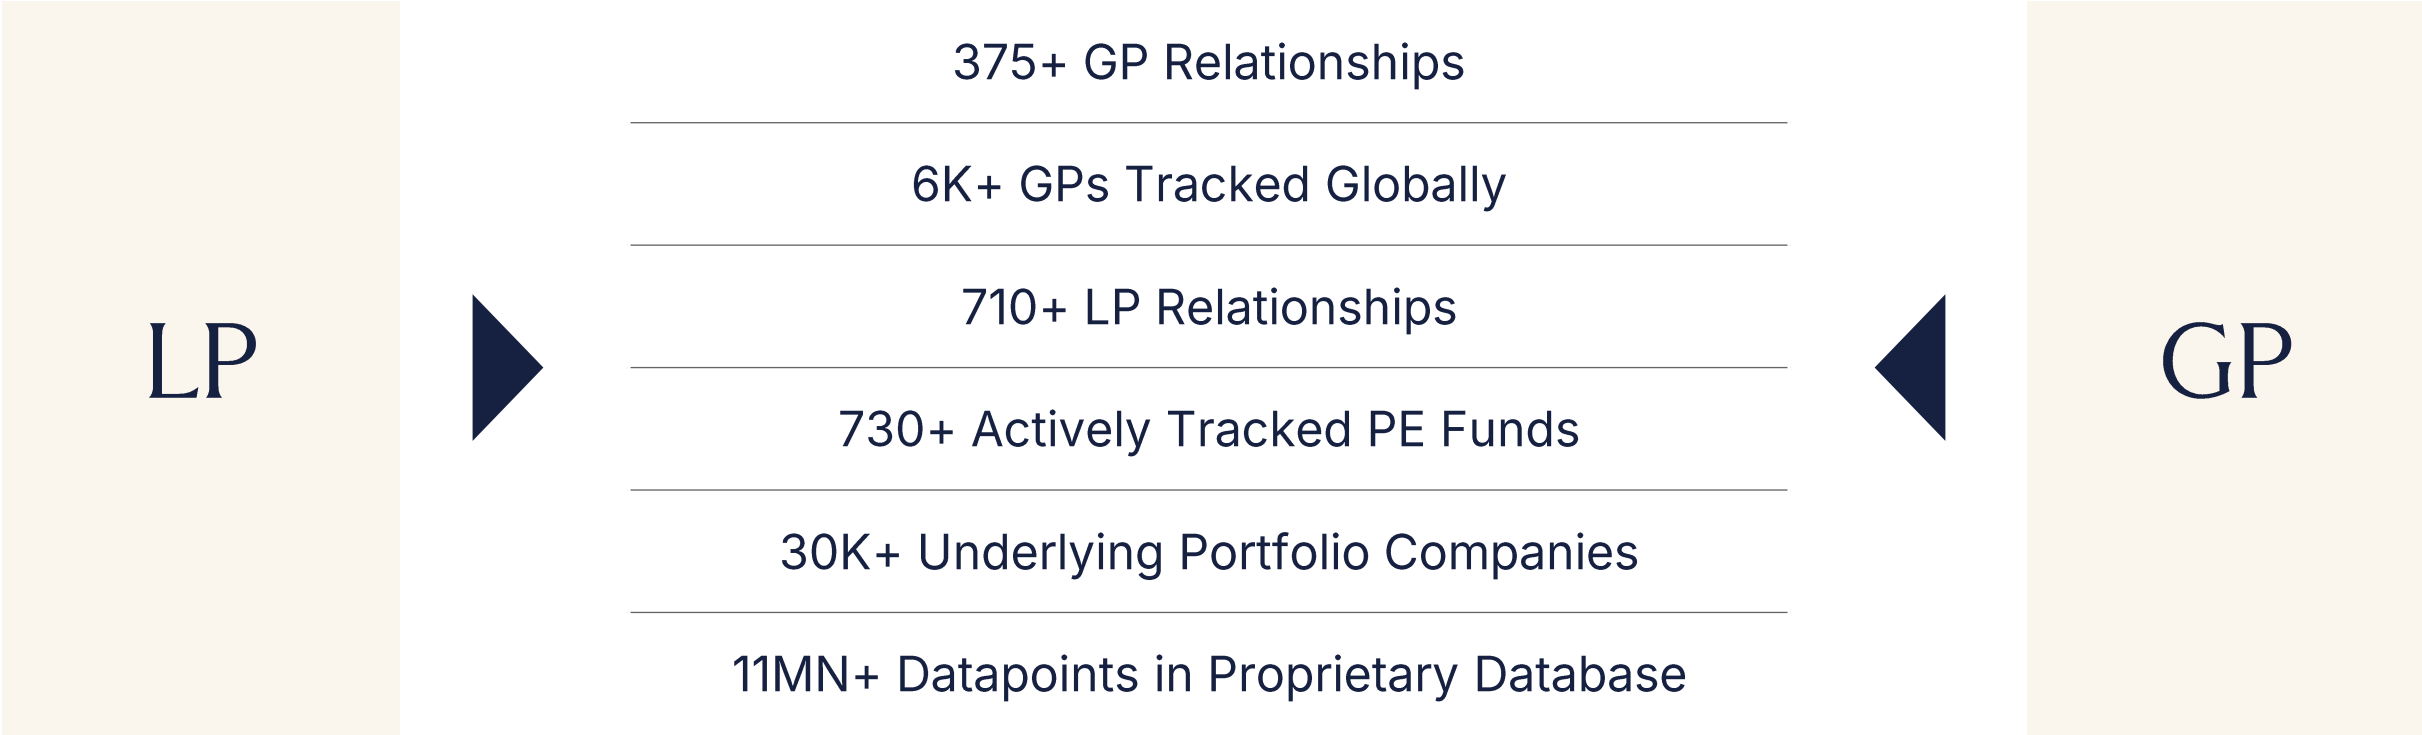 LP
375+ GP Relationships
6K+ GPs Tracked Globally
710+ LP Relationships
730+ Actively Tracked PE Funds
30K+ Underlying Portfolio Companies
11MN+ Datapoints in Proprietary Database
GP